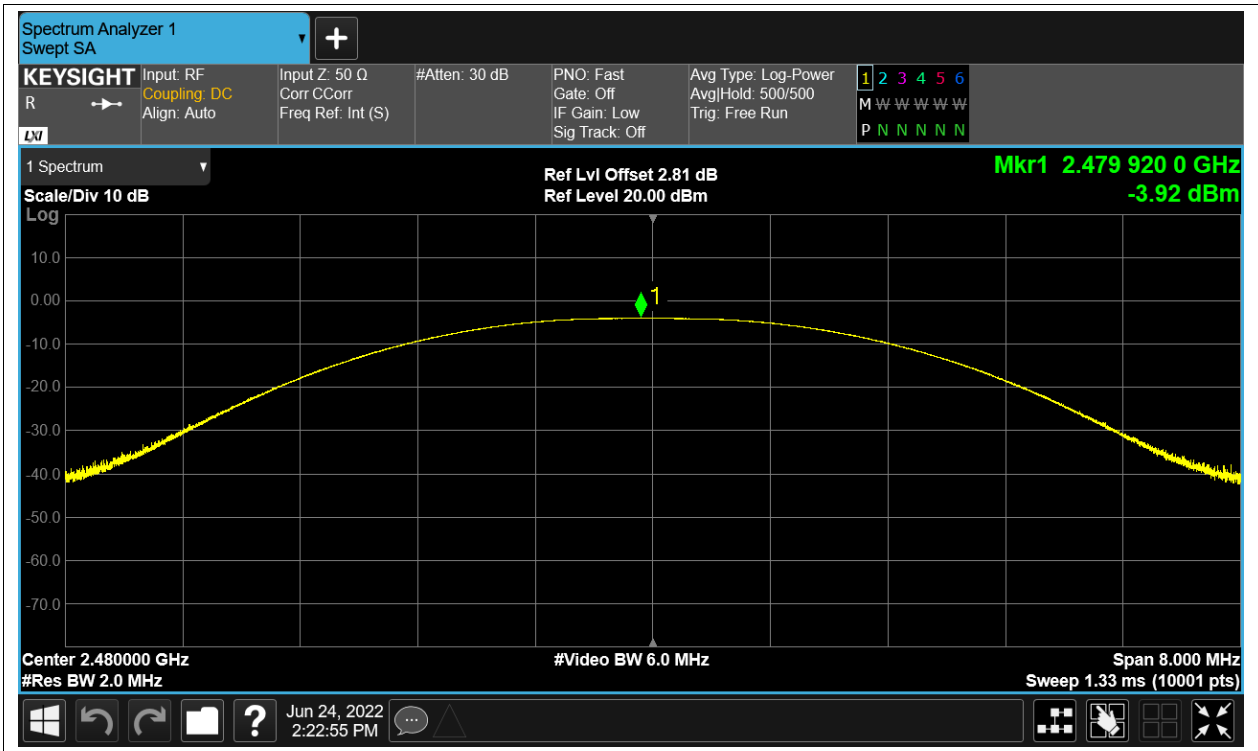 Spectrum Analyzer 1
Swept SA
KEYSIGHT
R
LXI
Input: RF
Coupling: DC
Align: Auto
Input Z: 50 Ω
Corr CCorr
Freq Ref: Int (S)
#Atten: 30 dB
PNO: Fast
Gate: Off
IF Gain: Low
Sig Track: Off
Avg Type: Log-Power
Avg|Hold: 500/500
Trig: Free Run
1 2 3 4 5 6
M W W W W W W
P N N N N N N
1 Spectrum
Scale/Div 10 dB
Log
Ref Lvl Offset 2.81 dB
Ref Level 20.00 dBm
Mkr1 2.479 920 0 GHz
-3.92 dBm
10.0
0.00
-10.0
-20.0
-30.0
-40.0
-50.0
-60.0
-70.0
1
Center 2.480000 GHz
#Res BW 2.0 MHz
#Video BW 6.0 MHz
Span 8.000 MHz
Sweep 1.33 ms (10001 pts)
?
Jun 24, 2022
2:22:55 PM